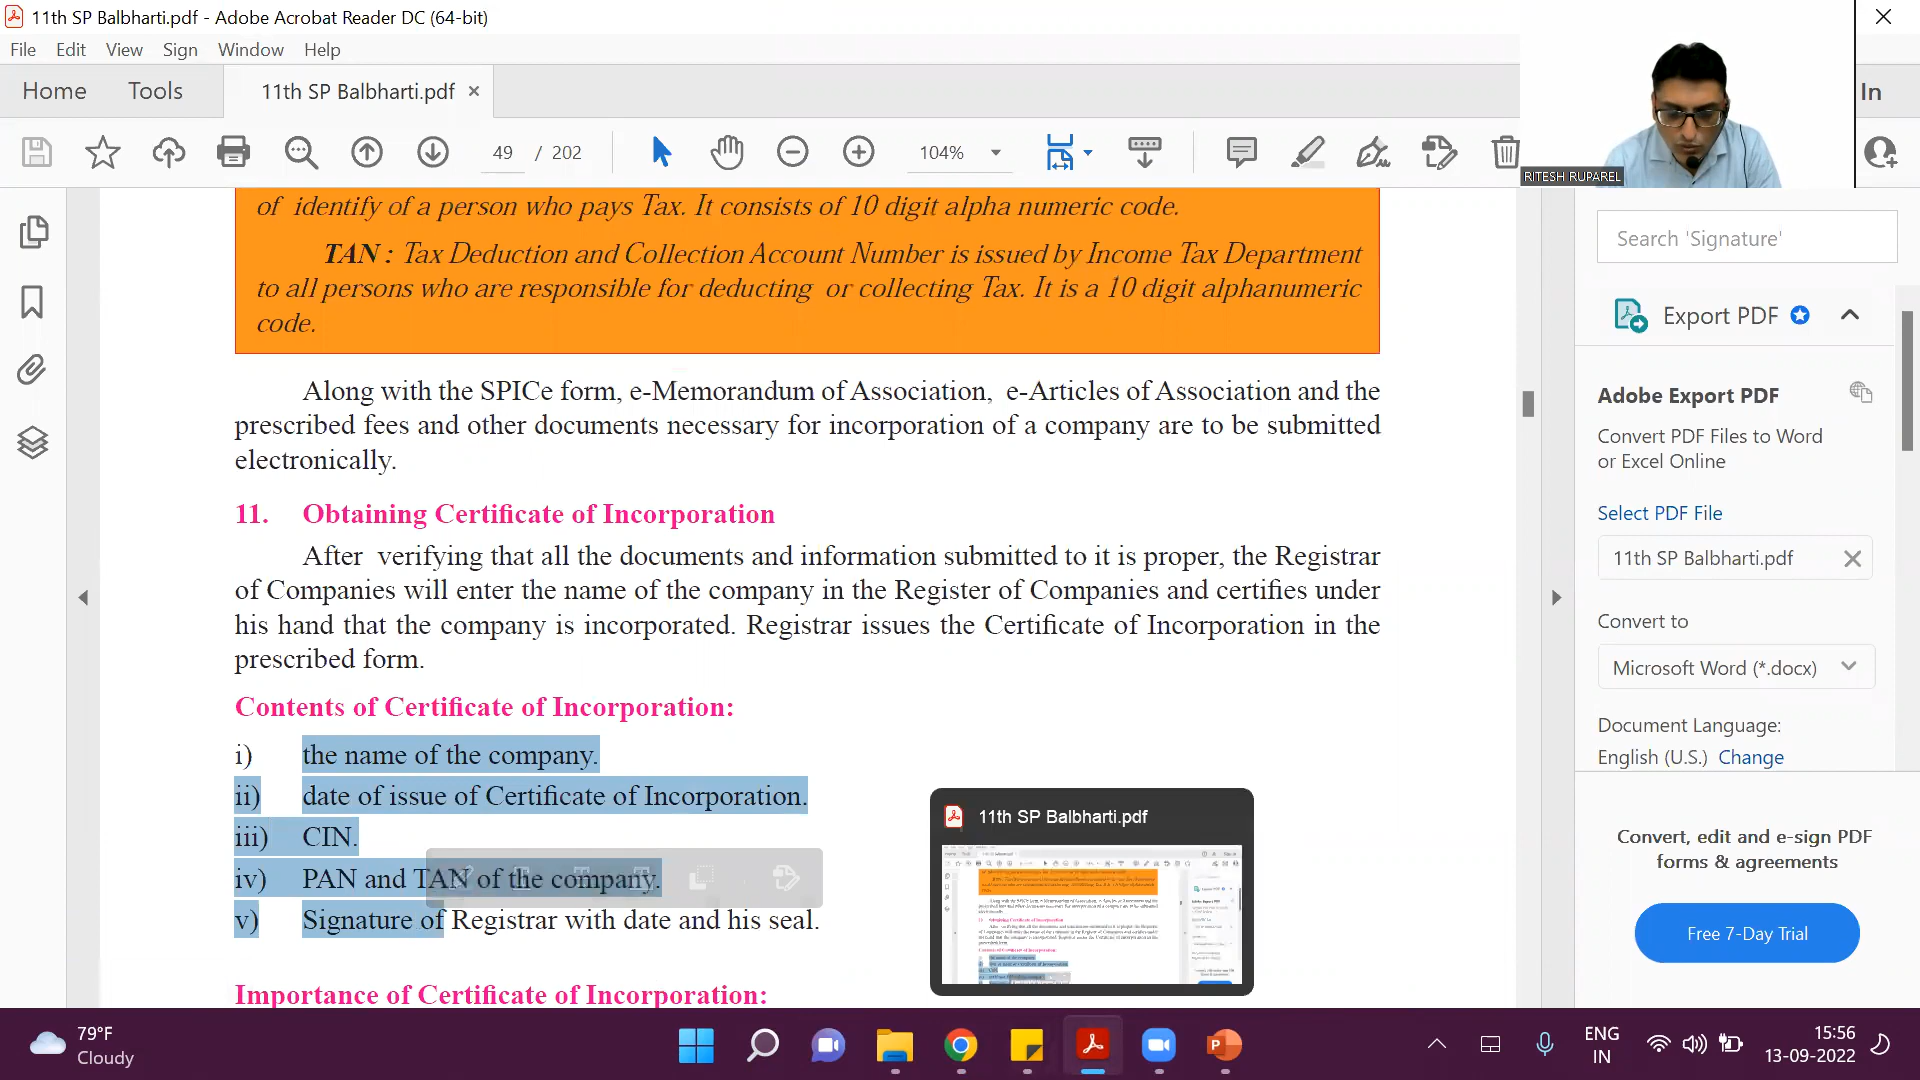 11th SP Balbharti.pdf - Adobe Acrobat Reader DC (64-bit)
File Edit View Sign Window Help
Home Tools 11th SP Balbharti.pdf In
49 / 202 104%
RITESH RUPAREL
of identify of a person who pays Tax. It consists of 10 digit alpha numeric code.
TAN : Tax Deduction and Collection Account Number is issued by Income Tax Department
to all persons who are responsible for deducting or collecting Tax. It is a 10 digit alphanumeric
code.
Along with the SPICe form, e-Memorandum of Association, e-Articles of Association and the
prescribed fees and other documents necessary for incorporation of a company are to be submitted
electronically.
11. Obtaining Certificate of Incorporation
After verifying that all the documents and information submitted to it is proper, the Registrar
of Companies will enter the name of the company in the Register of Companies and certifies under
his hand that the company is incorporated. Registrar issues the Certificate of Incorporation in the
prescribed form.
Contents of Certificate of Incorporation:
i) the name of the company.
ii) date of issue of Certificate of Incorporation.
iii) CIN.
iv) PAN and TAN of the company.
v) Signature of Registrar with date and his seal.
Importance of Certificate of Incorporation:
11th SP Balbharti.pdf
Search 'Signature'
Export PDF
Adobe Export PDF
Convert PDF Files to Word
or Excel Online
Select PDF File
11th SP Balbharti.pdf
Convert to
Microsoft Word (*.docx)
Document Language:
English (U.S.) Change
Convert, edit and e-sign PDF
forms & agreements
Free 7-Day Trial
79°F
Cloudy
ENG
IN
15:56
13-09-2022